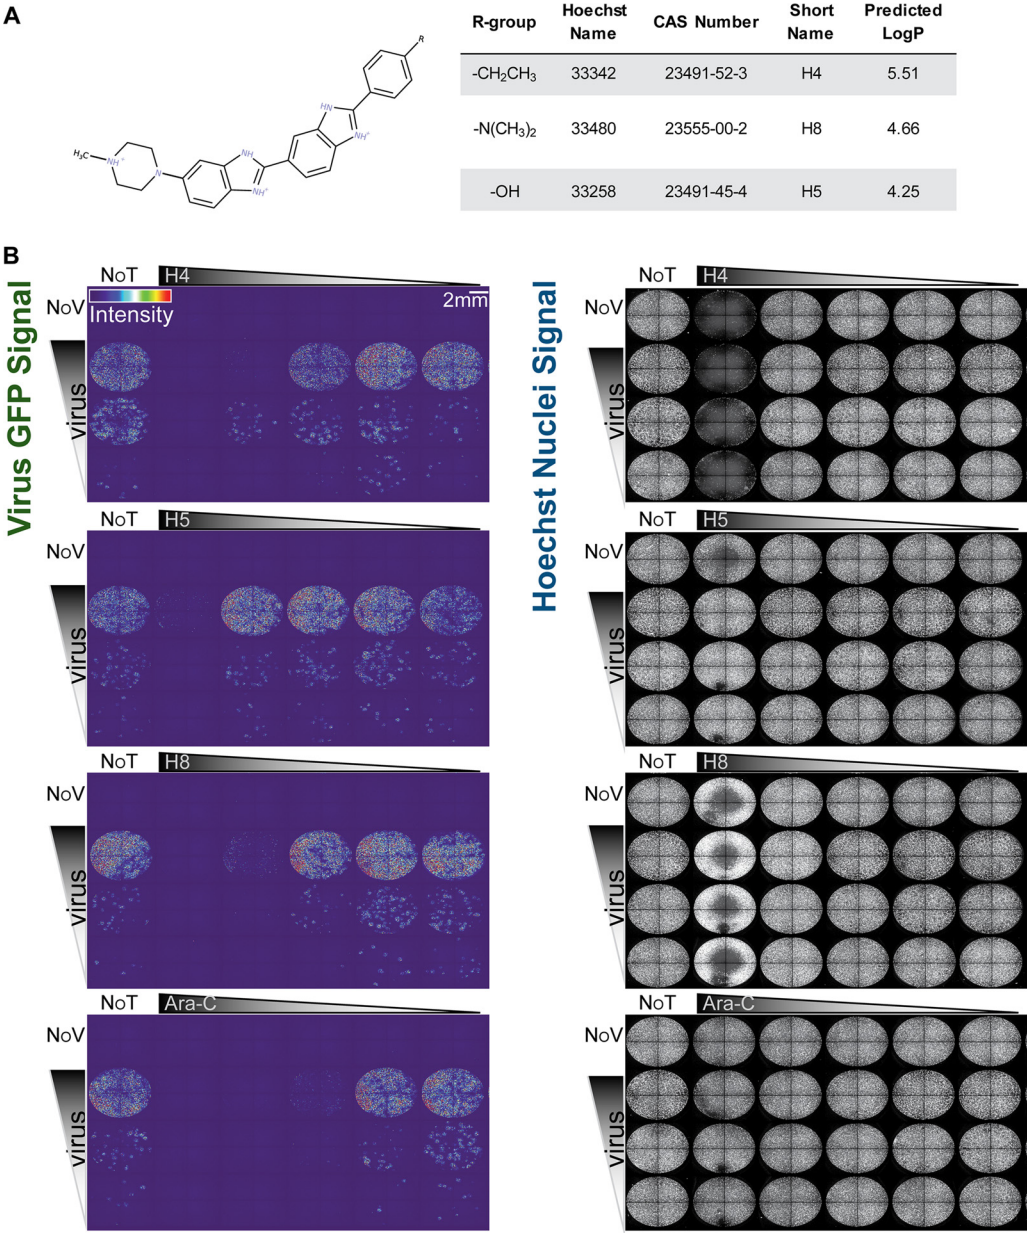 A
R
H₃C
NH⁺
N
NH
NH⁺
HN
NH⁺
R-group Hoechst Name CAS Number Short Name Predicted LogP
-CH₂CH₃ 33342 23491-52-3 H4 5.51
-N(CH₃)₂ 33480 23555-00-2 H8 4.66
-OH 33258 23491-45-4 H5 4.25
B
Virus GFP Signal
NoT H4
NoV
Intensity
2mm
virus
NoT H5
NoV
virus
NoT H8
NoV
virus
NoT Ara-C
NoV
virus
Hoechst Nuclei Signal
NoT H4
NoV
virus
NoT H5
NoV
virus
NoT H8
NoV
virus
NoT Ara-C
NoV
virus